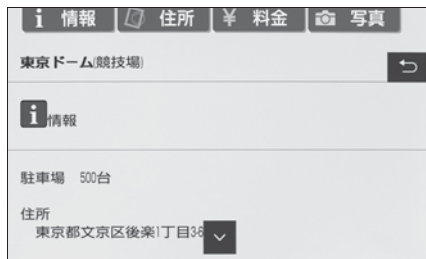 i 情報 住所 ¥ 料金 写真
東京ドーム(競技場)
i 情報
駐車場 500台
住所
東京都文京区後楽1丁目3-6